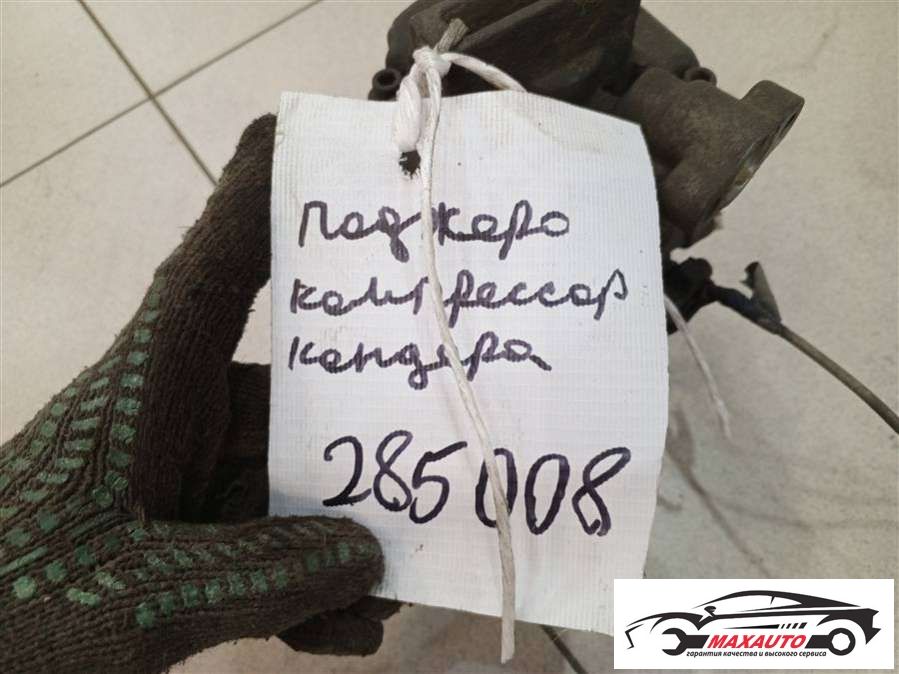 Паджеро
компрессор
кондера
285008
MAXAUTO
гарантия качества и высокого сервиса